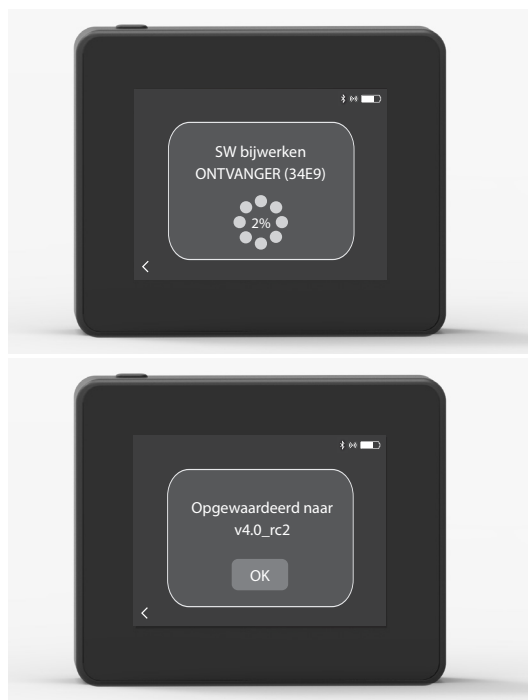 SW bijwerken
ONTVANGER (34E9)
2%
Opgewaardeerd naar
v4.0_rc2
OK